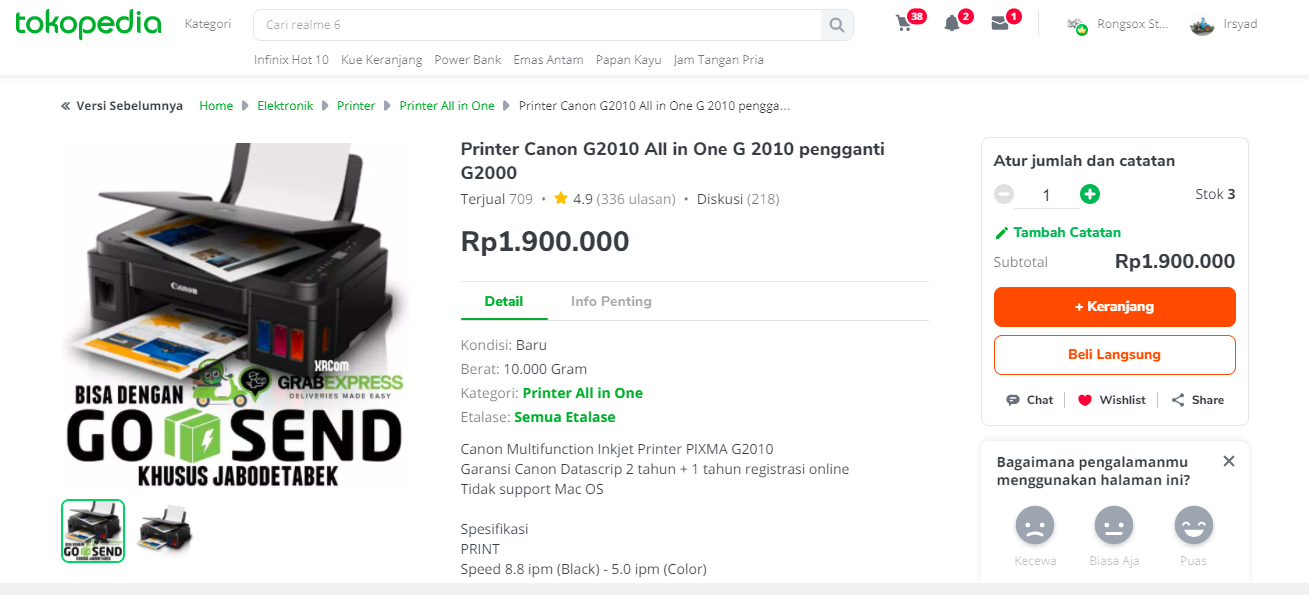 tokopedia
Kategori
Cari realme 6
38
2
1
Rongsox St...
Irsyad
Infinix Hot 10 Kue Keranjang Power Bank Emas Antam Papan Kayu Jam Tangan Pria
Versi Sebelumnya Home Elektronik Printer Printer All in One Printer Canon G2010 All in One G 2010 pengga...
Canon
XRCom
BISA DENGAN GRABEXPRESS
DELIVERIES MADE EASY
GO SEND
KHUSUS JABODETABEK
Printer Canon G2010 All in One G 2010 pengganti
G2000
Terjual 709 • 4.9 (336 ulasan) • Diskusi (218)
Rp1.900.000
Detail Info Penting
Kondisi: Baru
Berat: 10.000 Gram
Kategori: Printer All in One
Etalase: Semua Etalase
Canon Multifunction Inkjet Printer PIXMA G2010
Garansi Canon Datascrip 2 tahun + 1 tahun registrasi online
Tidak support Mac OS
Spesifikasi
PRINT
Speed 8.8 ipm (Black) - 5.0 ipm (Color)
Atur jumlah dan catatan
1 Stok 3
Tambah Catatan
Subtotal Rp1.900.000
+ Keranjang
Beli Langsung
Chat Wishlist Share
Bagaimana pengalamanmu
menggunakan halaman ini?
Kecewa Biasa Aja Puas